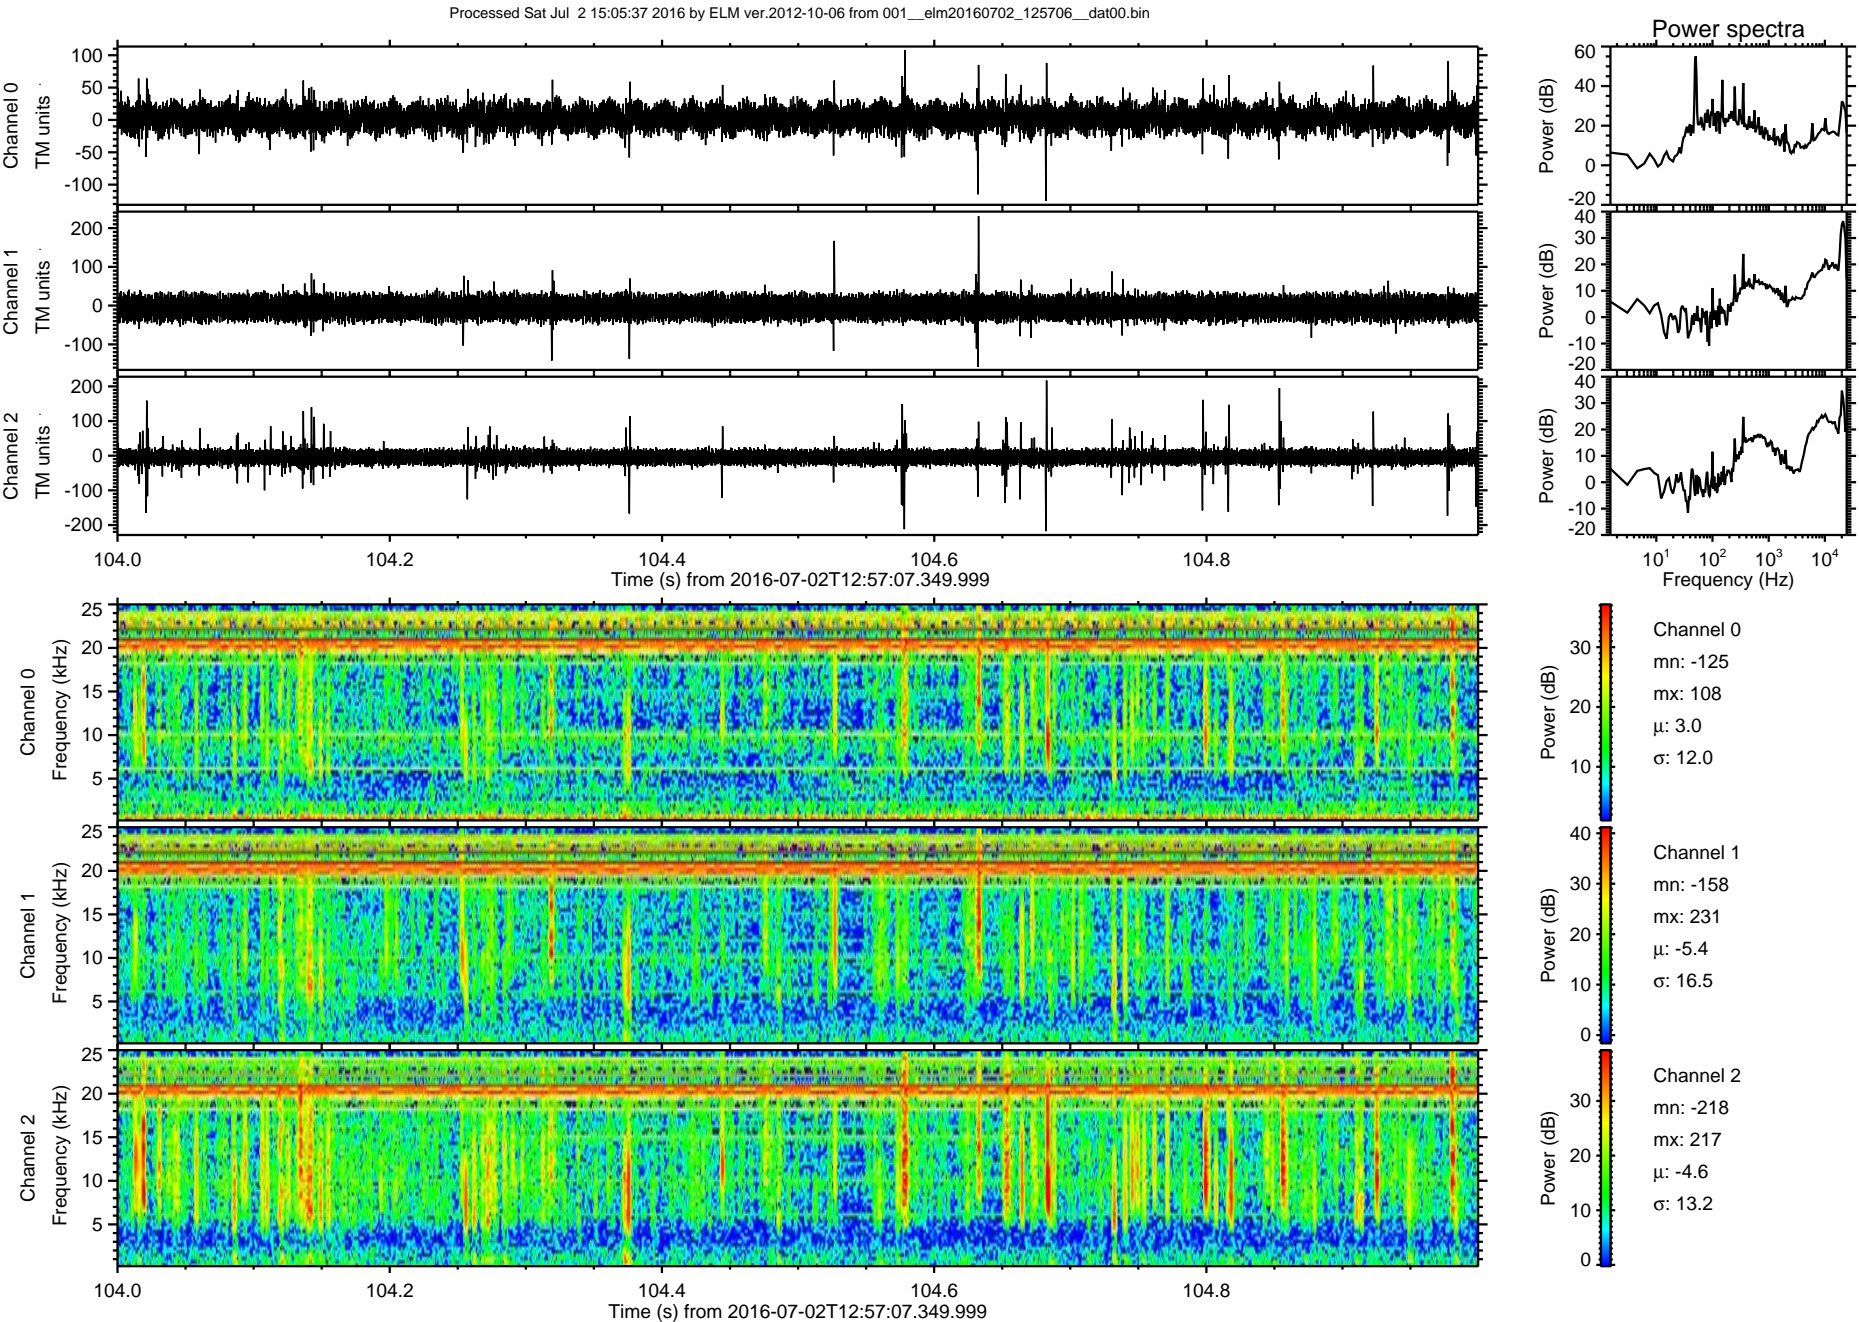 Processed Sat Jul  2 15:05:37 2016 by ELM ver.2012-10-06 from 001__elm20160702_125706__dat00.bin
Power spectra
Channel 0
TM units
100
50
0
-50
-100
Power (dB)
60
40
20
0
-20
Channel 1
TM units
200
100
0
-100
Power (dB)
40
30
20
10
0
-10
-20
Channel 2
TM units
200
100
0
-100
-200
Power (dB)
40
30
20
10
0
-10
-20
104.0 104.2 104.4 104.6 104.8
Time (s) from 2016-07-02T12:57:07.349.999
10¹ 10² 10³ 10⁴
Frequency (Hz)
Channel 0
Frequency (kHz)
25
20
15
10
5
Power (dB)
30
20
10
Channel 0
mn: -125
mx: 108
μ: 3.0
σ: 12.0
Channel 1
Frequency (kHz)
25
20
15
10
5
Power (dB)
40
30
20
10
0
Channel 1
mn: -158
mx: 231
μ: -5.4
σ: 16.5
Channel 2
Frequency (kHz)
25
20
15
10
5
Power (dB)
30
20
10
0
Channel 2
mn: -218
mx: 217
μ: -4.6
σ: 13.2
104.0 104.2 104.4 104.6 104.8
Time (s) from 2016-07-02T12:57:07.349.999